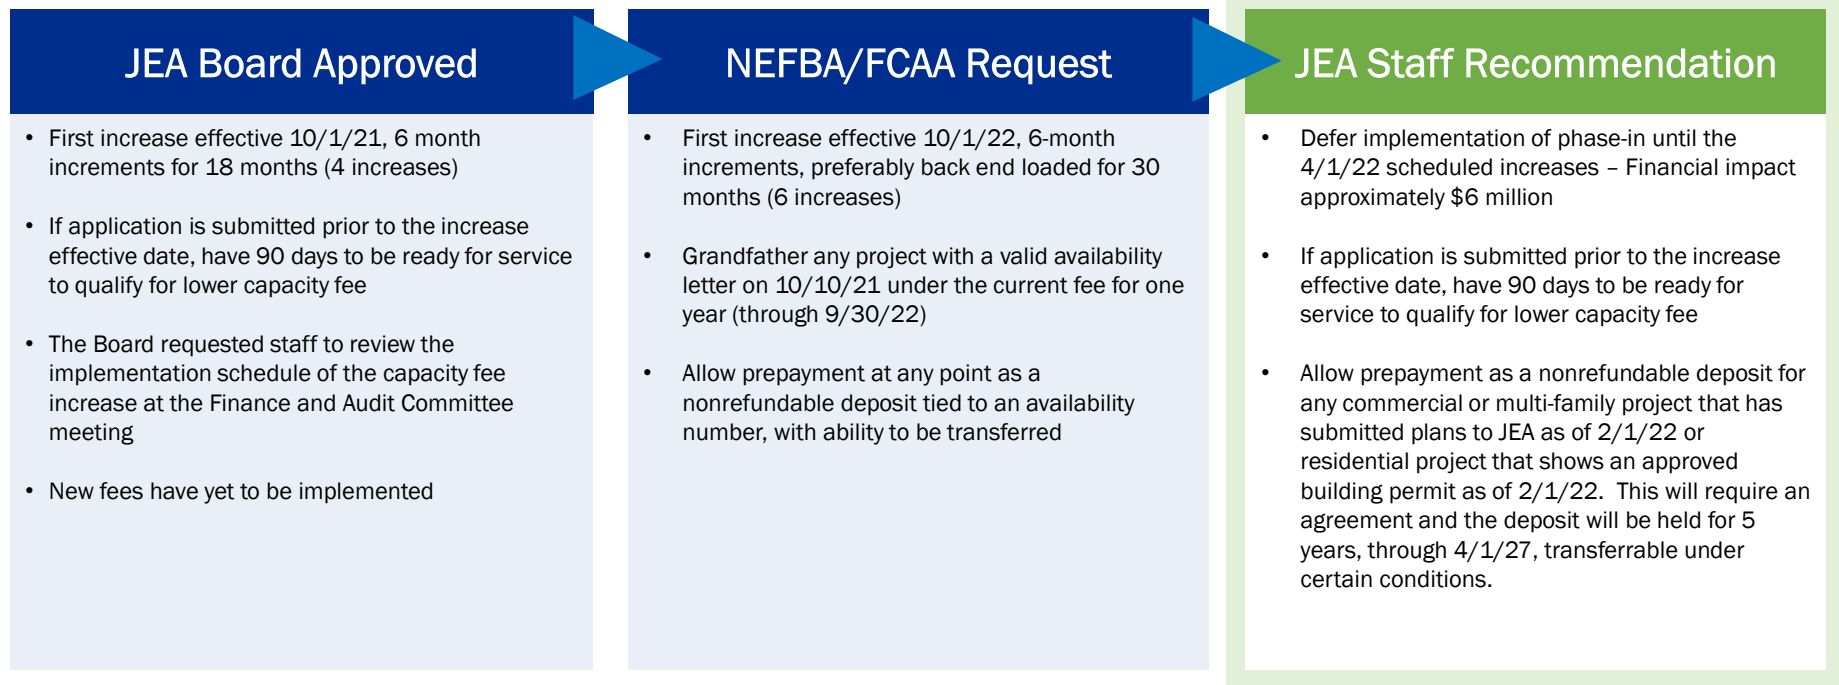 JEA Board Approved
• First increase effective 10/1/21, 6 month
increments for 18 months (4 increases)
• If application is submitted prior to the increase
effective date, have 90 days to be ready for service
to qualify for lower capacity fee
• The Board requested staff to review the
implementation schedule of the capacity fee
increase at the Finance and Audit Committee
meeting
• New fees have yet to be implemented
NEFBA/FCAA Request
• First increase effective 10/1/22, 6-month
increments, preferably back end loaded for 30
months (6 increases)
• Grandfather any project with a valid availability
letter on 10/10/21 under the current fee for one
year (through 9/30/22)
• Allow prepayment at any point as a
nonrefundable deposit tied to an availability
number, with ability to be transferred
JEA Staff Recommendation
• Defer implementation of phase-in until the
4/1/22 scheduled increases – Financial impact
approximately $6 million
• If application is submitted prior to the increase
effective date, have 90 days to be ready for
service to qualify for lower capacity fee
• Allow prepayment as a nonrefundable deposit for
any commercial or multi-family project that has
submitted plans to JEA as of 2/1/22 or
residential project that shows an approved
building permit as of 2/1/22.  This will require an
agreement and the deposit will be held for 5
years, through 4/1/27, transferrable under
certain conditions.